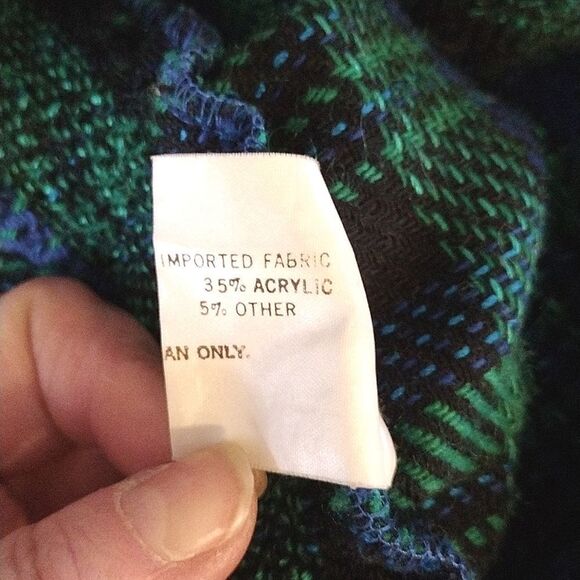 IMPORTED FABRIC
35% ACRYLIC
5% OTHER
AN ONLY.